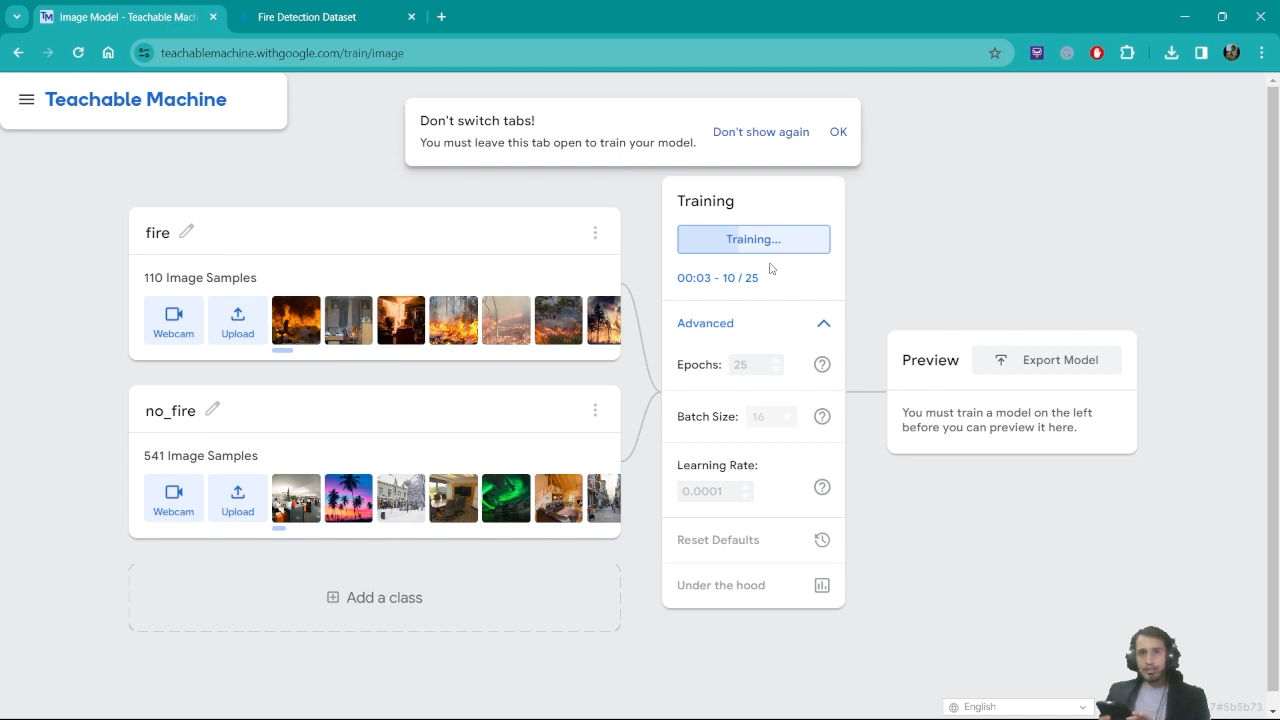 Image Model - Teachable Mach
Fire Detection Dataset
teachablemachine.withgoogle.com/train/image
Teachable Machine
Don't switch tabs!
You must leave this tab open to train your model.
Don't show again
OK
fire
110 Image Samples
Webcam
Upload
no_fire
541 Image Samples
Webcam
Upload
Add a class
Training
Training...
00:03 - 10 / 25
Advanced
Epochs: 25
Batch Size: 16
Learning Rate:
0.0001
Reset Defaults
Under the hood
Preview
Export Model
You must train a model on the left
before you can preview it here.
English
7#5b5b73